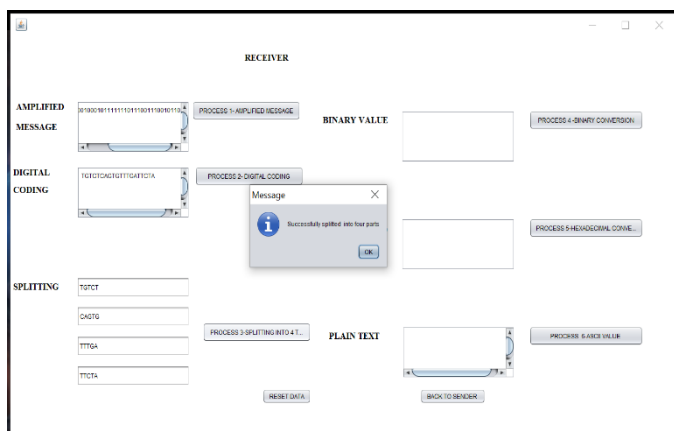 RECEIVER
AMPLIFIED
MESSAGE
PROCESS 1- AMPLIFIED MESSAGE
BINARY VALUE
PROCESS 4 -BINARY CONVERSION
DIGITAL
CODING
TGTCTCAGTGTTTGATTCTA
PROCESS 2- DIGITAL CODING
Message
Successfully splitted into four parts
OK
PROCESS 5-HEXADECIMAL CONVE...
SPLITTING
TGTCT
CAGTG
TTTGA
TTCTA
PROCESS 3-SPLITTING INTO 4 T...
PLAIN TEXT
PROCESS 6-ASCII VALUE
RESET DATA
BACK TO SENDER